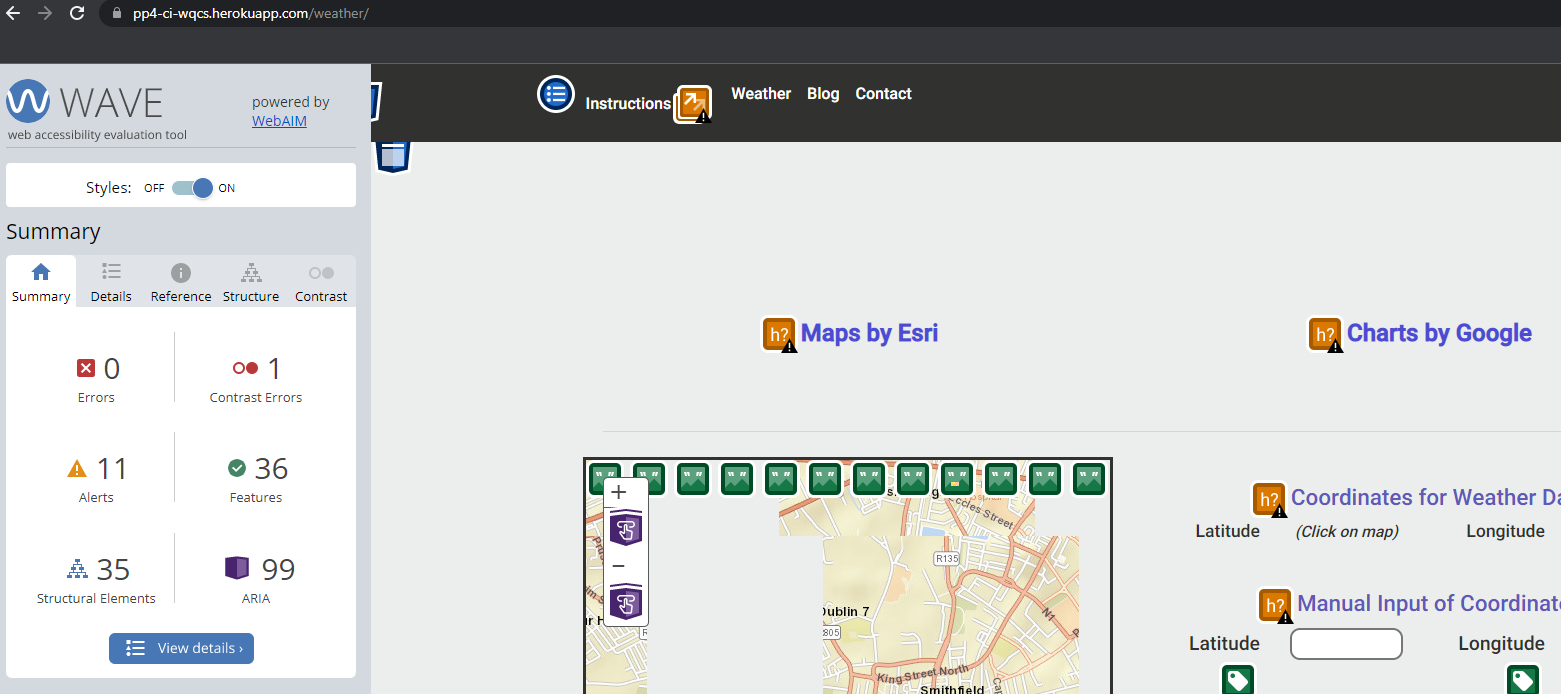 pp4-ci-wqcs.herokuapp.com/weather/
WAVE
powered by
WebAIM
web accessibility evaluation tool
Styles: OFF ON
Summary
Summary Details Reference Structure Contrast
0 1
Errors Contrast Errors
11 36
Alerts Features
35 99
Structural Elements ARIA
View details ›
Instructions Weather Blog Contact
h? Maps by Esri h? Charts by Google
+
−
Eccles Street
R135
Dublin 7
805
N1
King Street North
Smithfield
h? Coordinates for Weather Da
Latitude (Click on map) Longitude
h? Manual Input of Coordinate
Latitude Longitude